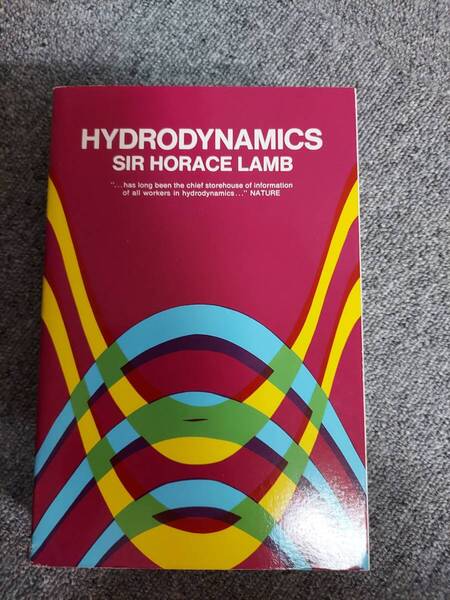 HYDRODYNAMICS
SIR HORACE LAMB
"...has long been the chief storehouse of information
of all workers in hydrodynamics..." NATURE